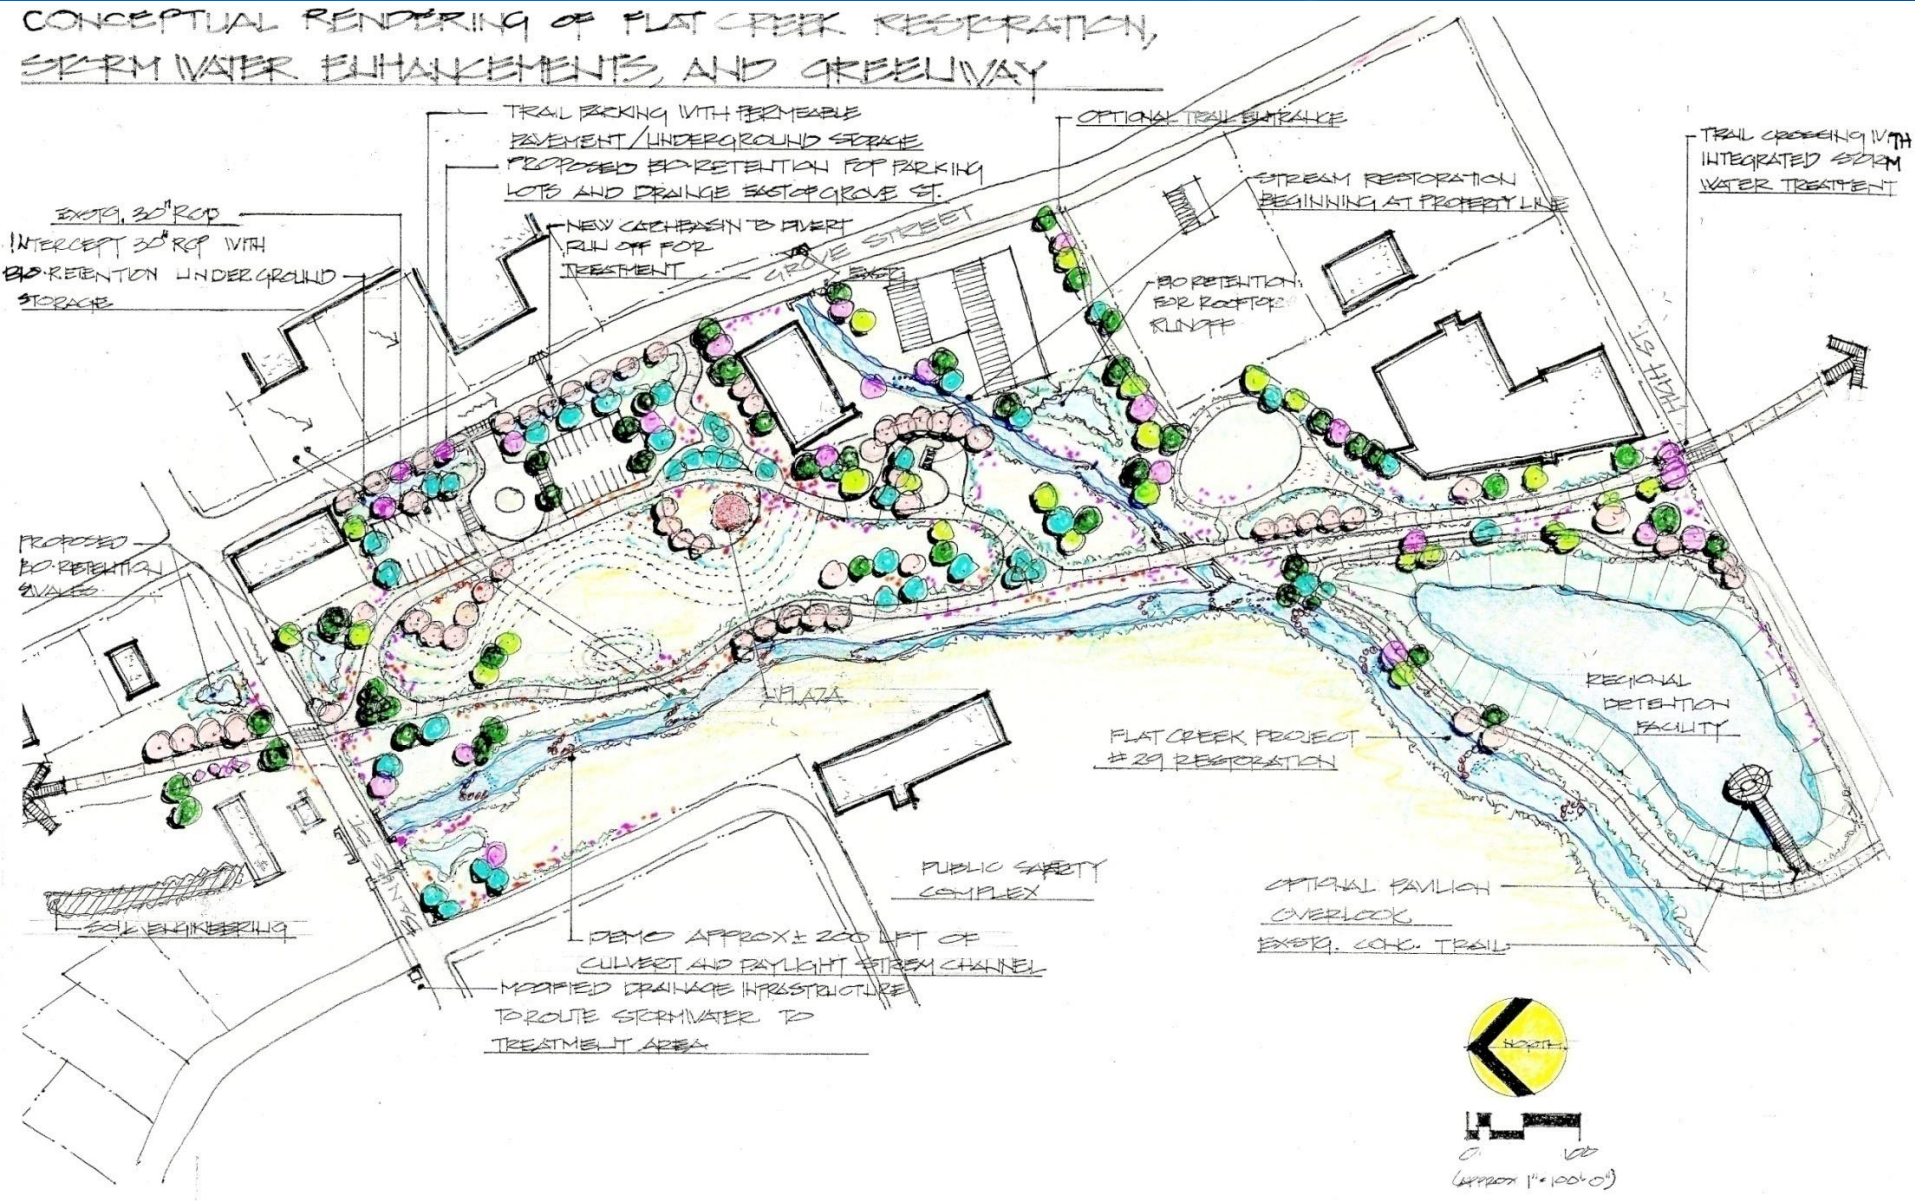 CONCEPTUAL RENDERING OF FLAT CREEK RESTORATION,
STORM WATER ENHANCEMENTS, AND GREENWAY
TRAIL PARKING WITH PERMEABLE
PAVEMENT/UNDERGROUND STORAGE
PROPOSED BIO-RETENTION FOR PARKING
LOTS AND DRAINGE EAST OF GROVE ST.
OPTIONAL TRAIL ENTRANCE
TRAIL CROSSING WITH
INTEGRATED STORM
WATER TREATMENT
STREAM RESTORATION
BEGINNING AT PROPERTY LINE
EXSTG. 30" RCP
INTERCEPT 30" RCP WITH
BIO-RETENTION UNDERGROUND
STORAGE
NEW CATCHBASIN TO DIVERT
RUN OFF FOR
TREATMENT
GROVE STREET
EXSTG
BIO RETENTION
FOR ROOFTOP
RUNOFF
HIGH ST.
PROPOSED
BIO-RETENTION
SWALES
PLAZA
REGIONAL
DETENTION
FACILITY
FLAT CREEK PROJECT
#29 RESTORATION
PUBLIC SAFETY
COMPLEX
OPTIONAL PAVILION
OVERLOOK
EXSTG. CONC. TRAIL
SOIL ENGINEERING
DEMO APPROX ± 200 LFT OF
CULVERT AND DAYLIGHT STREM CHANNEL
MODIFIED DRAINAGE INFRASTRUCTURE
TO ROUTE STORMWATER TO
TREATMENT AREA
NORTH
0 100
(APPROX 1"=100'-0")